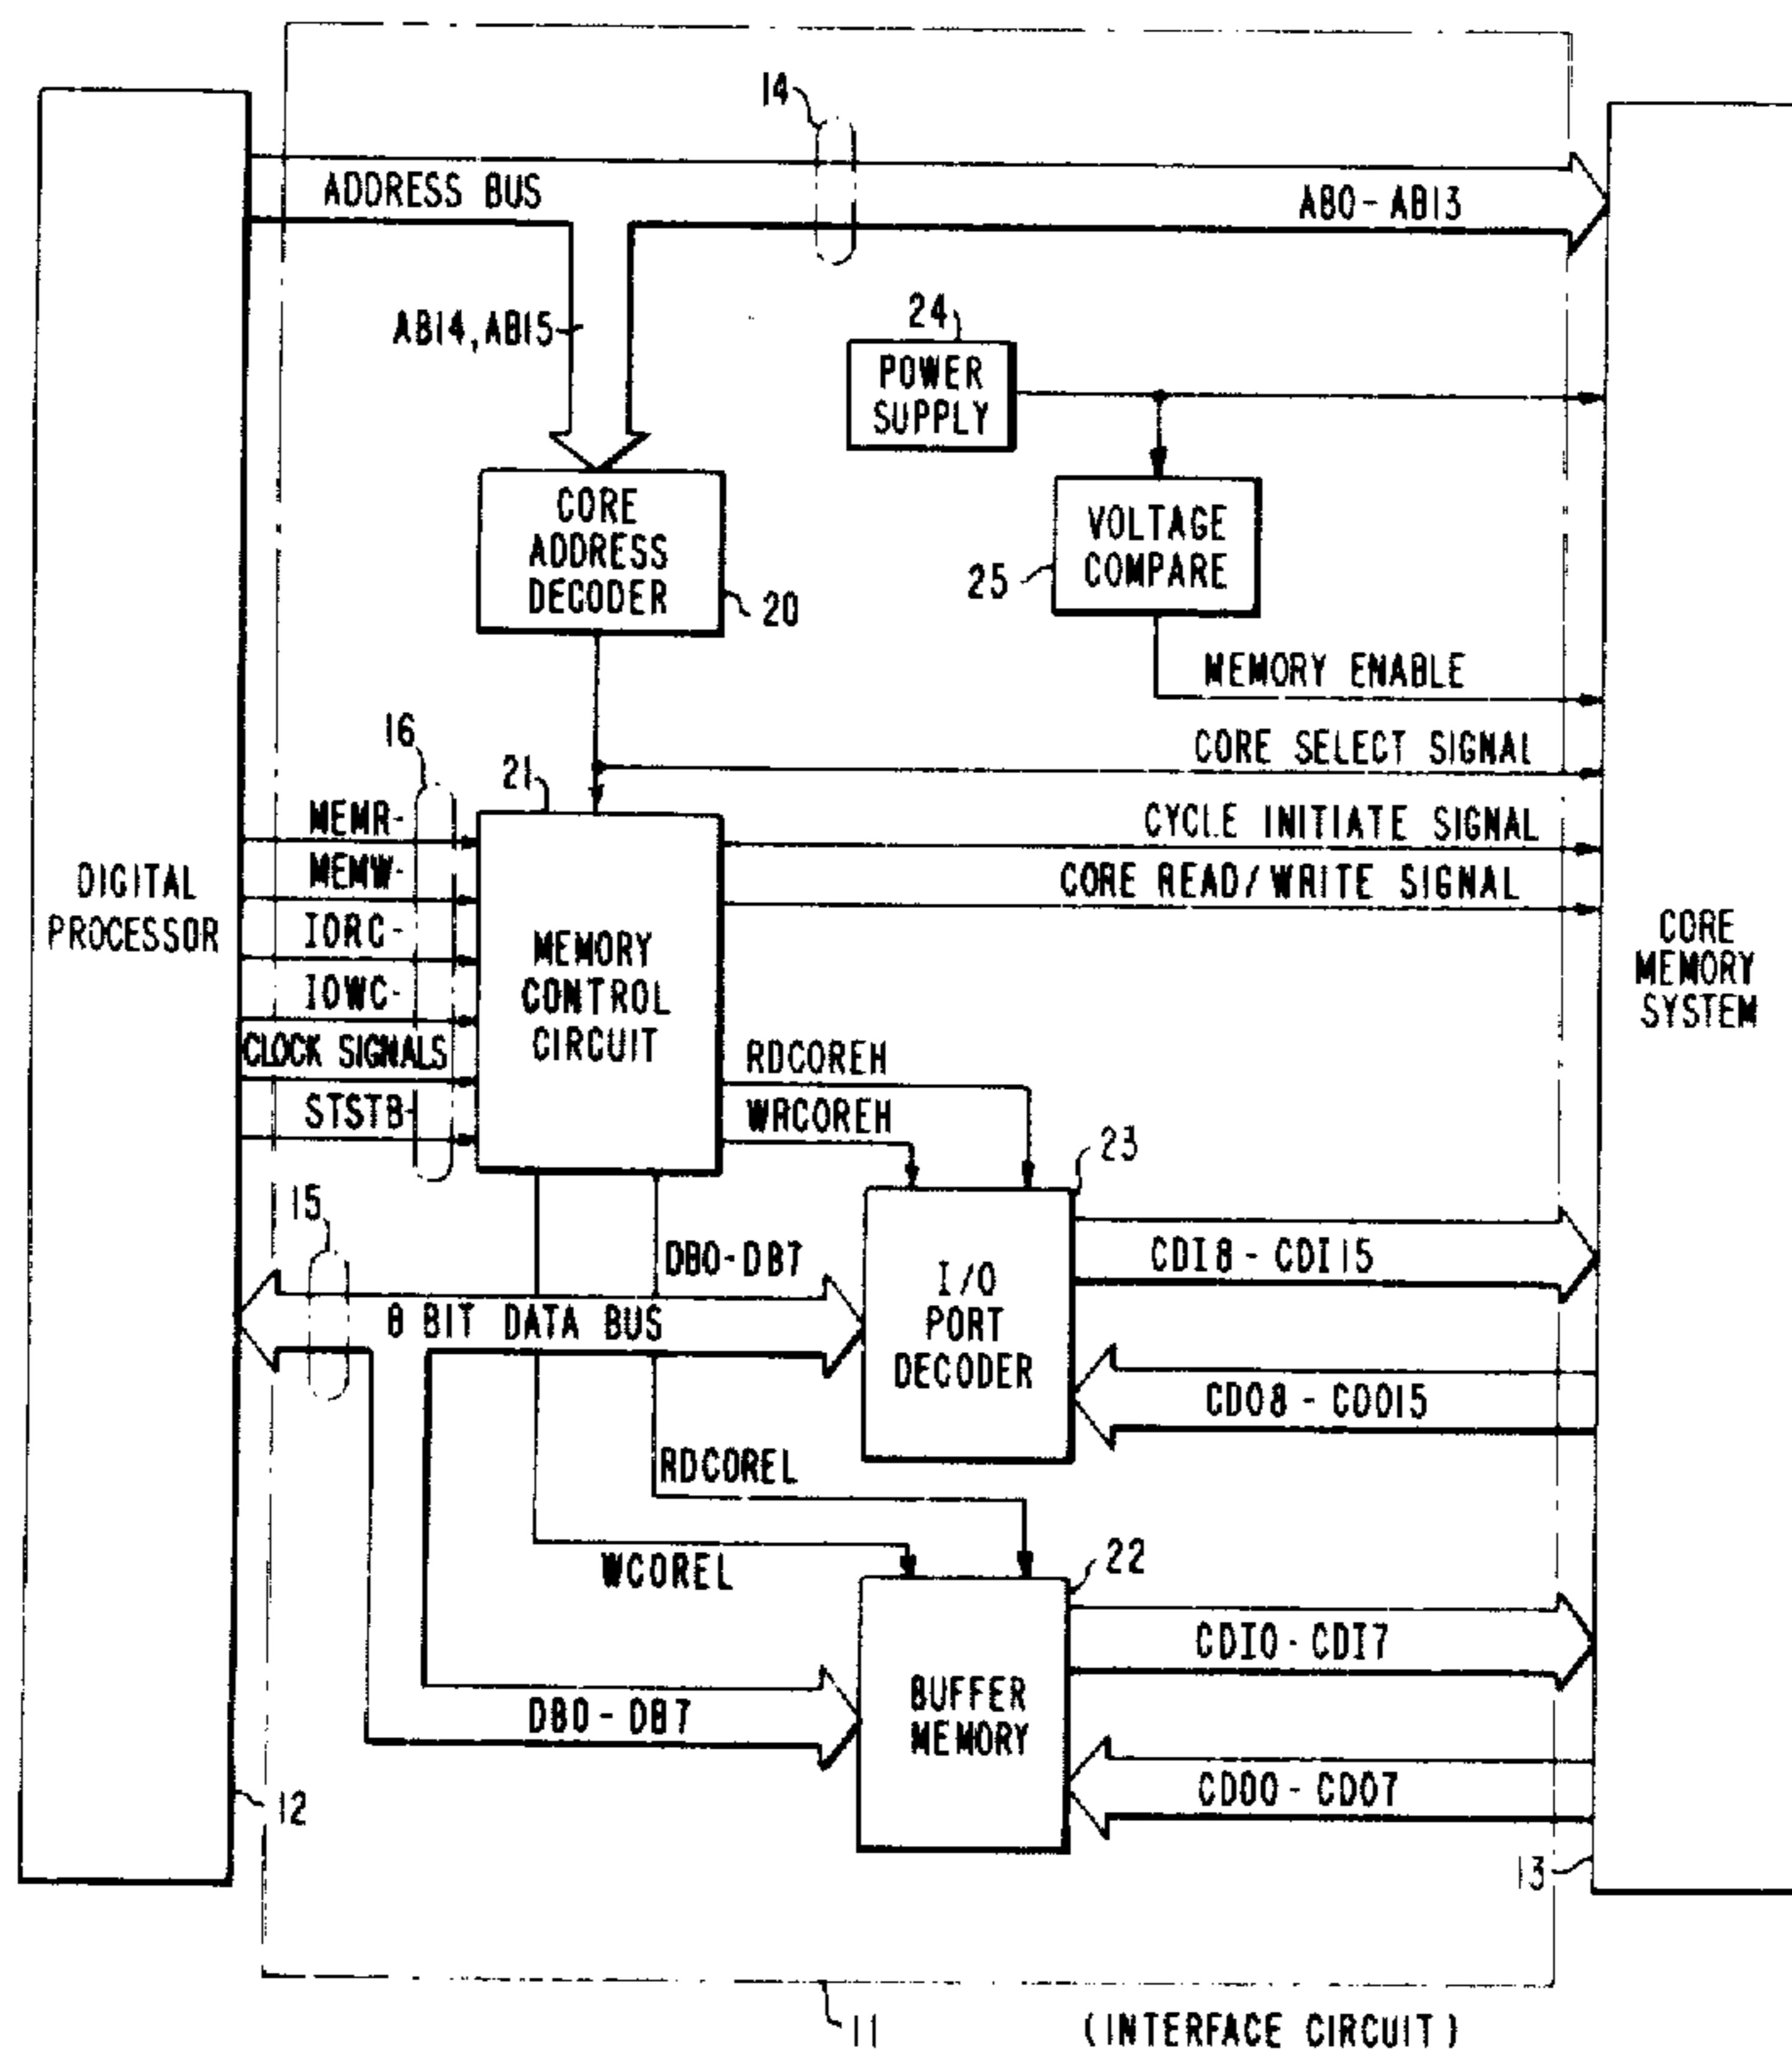 14
ADDRESS BUS
AB0 - AB13
AB14, AB15
24
POWER
SUPPLY
CORE
ADDRESS
DECODER
20
VOLTAGE
COMPARE
25
MEMORY ENABLE
CORE SELECT SIGNAL
16
21
MEMR-
MEMW-
IORC-
IOWC-
CLOCK SIGNALS
STSTB-
CYCLE INITIATE SIGNAL
CORE READ/WRITE SIGNAL
DIGITAL
PROCESSOR
MEMORY
CONTROL
CIRCUIT
CORE
MEMORY
SYSTEM
RDCOREH
WRCOREH
23
15
DB0-DB7
8 BIT DATA BUS
I/O
PORT
DECODER
CDI8 - CDI15
CDO8 - CDO15
RDCOREL
WCOREL
22
CDI0 - CDI7
DB0 - DB7
BUFFER
MEMORY
CDO0 - CDO7
12
13
11
(INTERFACE CIRCUIT)